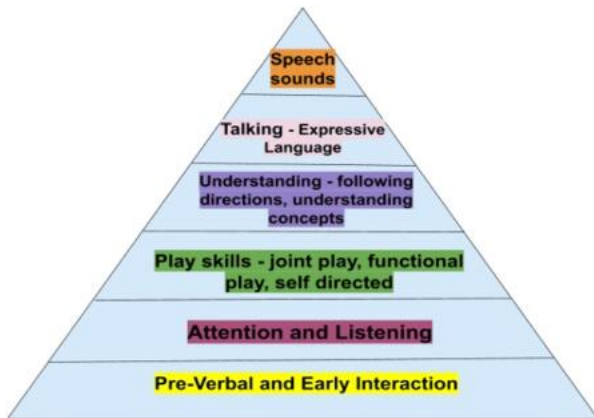 Speech
sounds
Talking - Expressive
Language
Understanding - following
directions, understanding
concepts
Play skills - joint play, functional
play, self directed
Attention and Listening
Pre-Verbal and Early Interaction